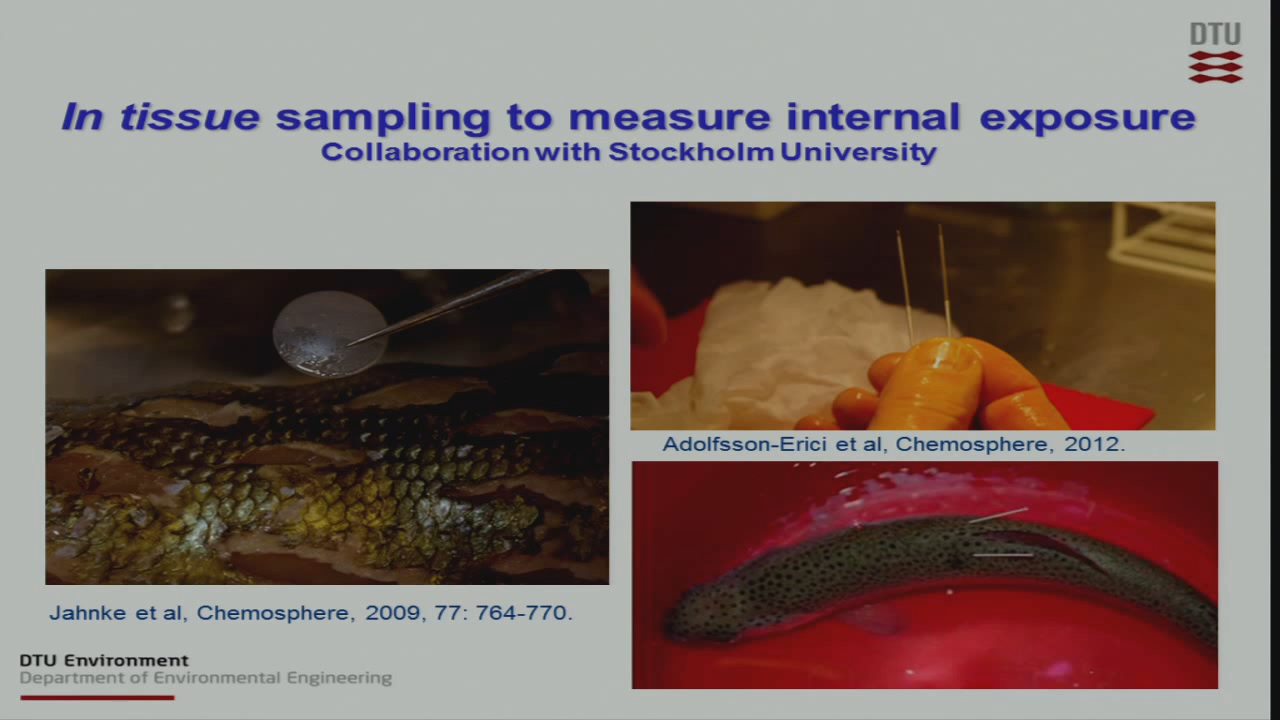 DTU
In tissue sampling to measure internal exposure
Collaboration with Stockholm University
Adolfsson-Erici et al, Chemosphere, 2012.
Jahnke et al, Chemosphere, 2009, 77: 764-770.
DTU Environment
Department of Environmental Engineering